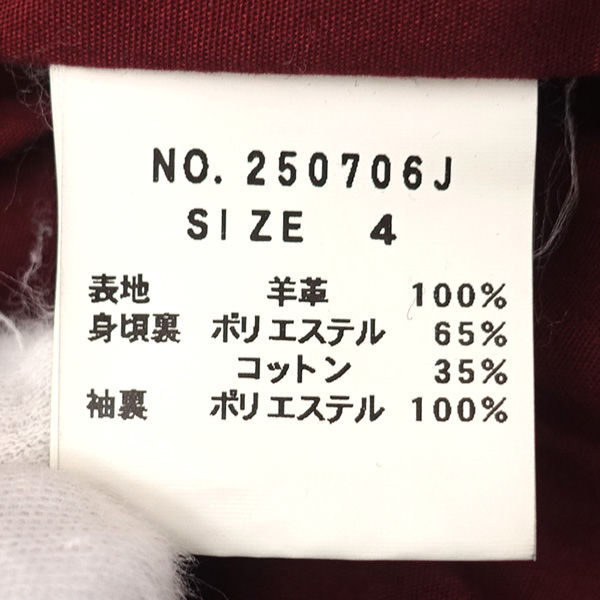 NO. 250706J
SIZE 4
表地 羊革 100%
身頃裏 ポリエステル 65%
コットン 35%
袖裏 ポリエステル 100%